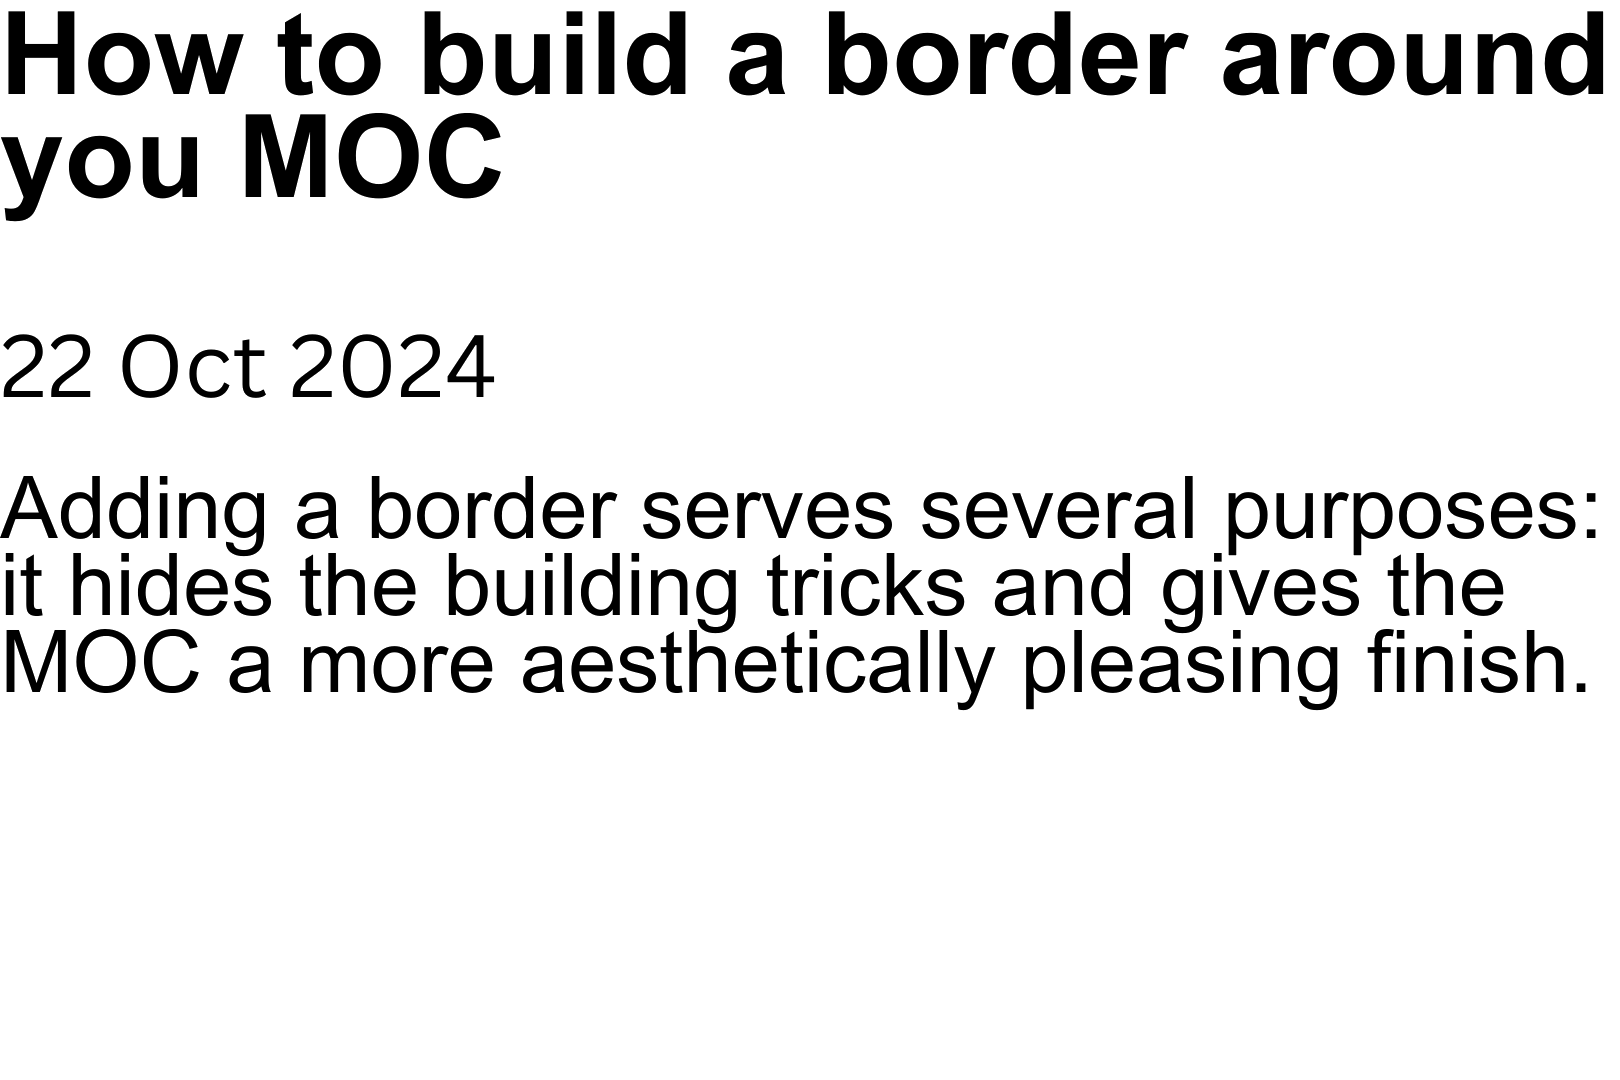 How to build a border around
you MOC
22 Oct 2024
Adding a border serves several purposes:
it hides the building tricks and gives the
MOC a more aesthetically pleasing finish.